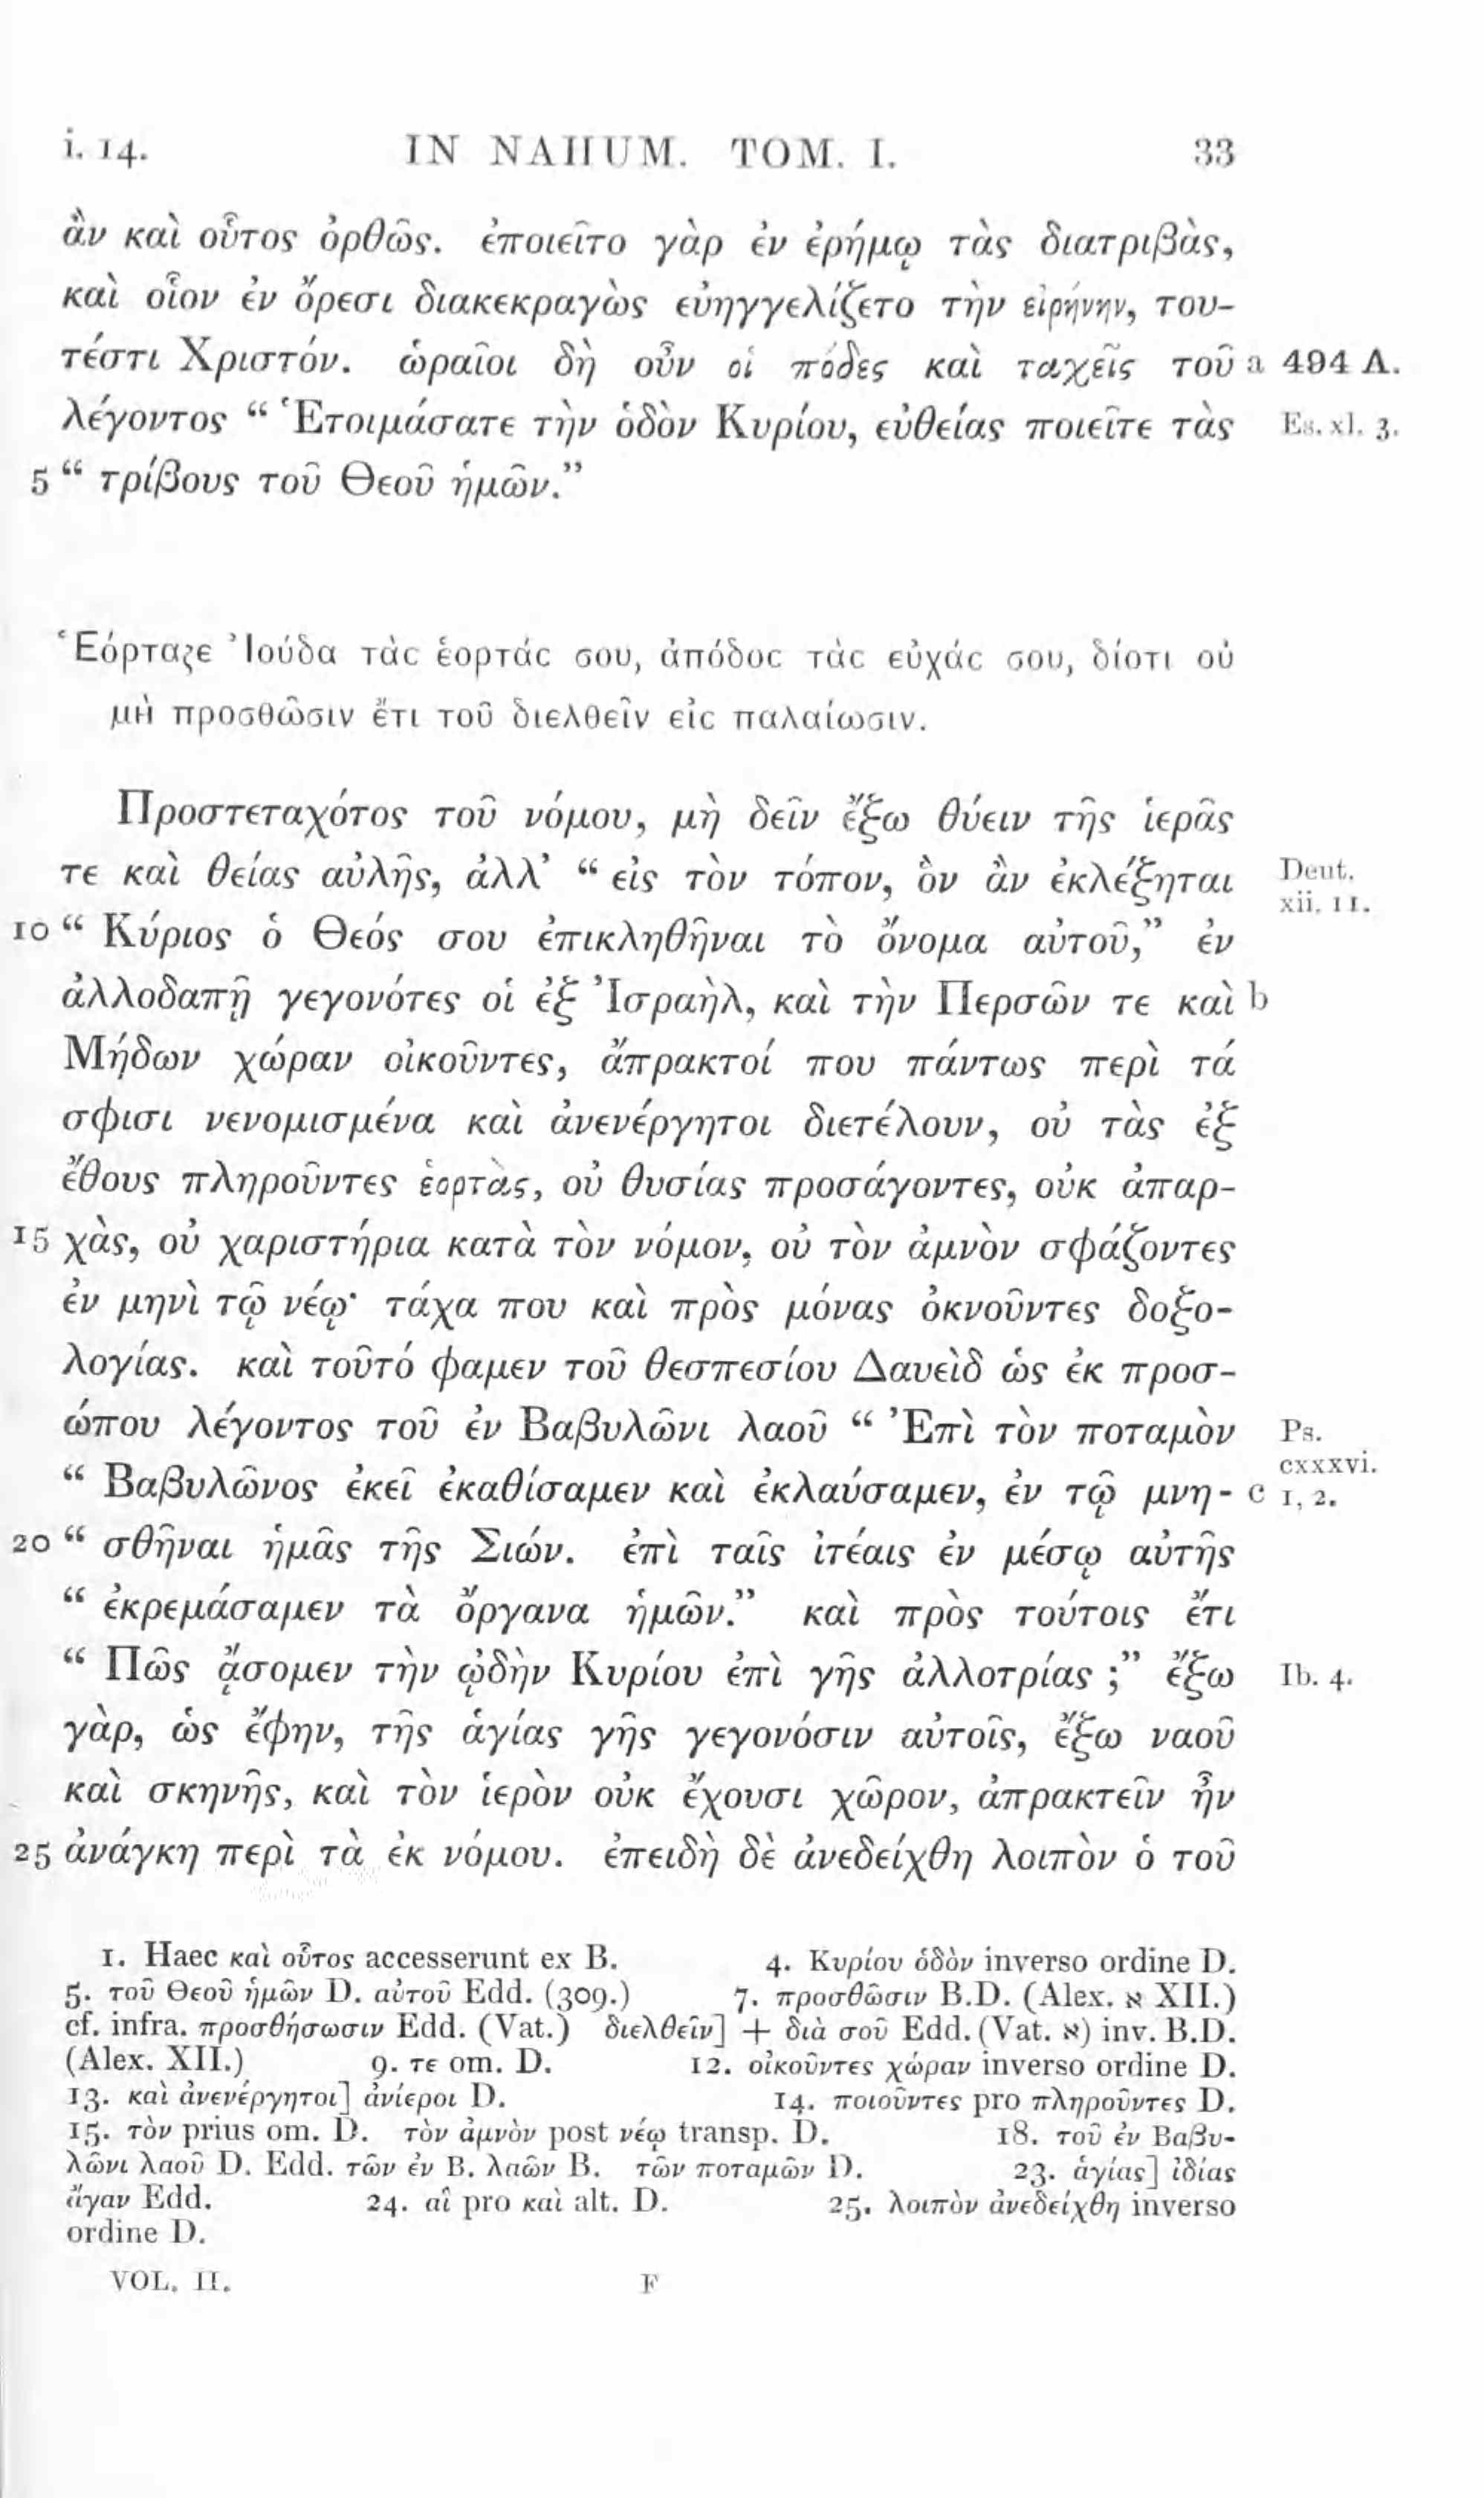 i. 14. IN NAHUM. TOM. I. 33
ἂν καὶ οὗτος ὀρθῶς. ἐποιεῖτο γὰρ ἐν ἐρήμῳ τὰς διατριβὰς,
καὶ οἷον ἐν ὄρεσι διακεκραγὼς εὐηγγελίζετο τὴν εἰρήνην, του-
τέστι Χριστόν. ὡραῖοι δὴ οὖν οἱ πόδες καὶ ταχεῖς τοῦ a 494 A.
λέγοντος “ Ἑτοιμάσατε τὴν ὁδὸν Κυρίου, εὐθείας ποιεῖτε τὰς Es. xl. 3.
5 “ τρίβους τοῦ Θεοῦ ἡμῶν.”
Ἑόρταζε Ἰούδα τὰς ἑορτάς σου, ἀπόδος τὰς εὐχάς σου, δίοτι οὐ
μὴ προσθῶσιν ἔτι τοῦ διελθεῖν εἰς παλαίωσιν.
Προστεταχότος τοῦ νόμου, μὴ δεῖν ἔξω θύειν τῆς ἱερᾶς
τε καὶ θείας αὐλῆς, ἀλλ’ “ εἰς τὸν τόπον, ὃν ἂν ἐκλέξηται Deut. xii. 11.
10 “ Κύριος ὁ Θεός σου ἐπικληθῆναι τὸ ὄνομα αὐτοῦ,” ἐν
ἀλλοδαπῇ γεγονότες οἱ ἐξ Ἰσραὴλ, καὶ τὴν Περσῶν τε καὶ b
Μήδων χώραν οἰκοῦντες, ἄπρακτοί που πάντως περὶ τά
σφισι νενομισμένα καὶ ἀνενέργητοι διετέλουν, οὐ τὰς ἐξ
ἔθους πληροῦντες ἑορτὰς, οὐ θυσίας προσάγοντες, οὐκ ἀπαρ-
15 χὰς, οὐ χαριστήρια κατὰ τὸν νόμον, οὐ τὸν ἀμνὸν σφάζοντες
ἐν μηνὶ τῷ νέῳ· τάχα που καὶ πρὸς μόνας ὀκνοῦντες δοξο-
λογίας. καὶ τοῦτό φαμεν τοῦ θεσπεσίου Δαυεὶδ ὡς ἐκ προσ-
ώπου λέγοντος τοῦ ἐν Βαβυλῶνι λαοῦ “ Ἐπὶ τὸν ποταμὸν Ps.
“ Βαβυλῶνος ἐκεῖ ἐκαθίσαμεν καὶ ἐκλαύσαμεν, ἐν τῷ μνη- c cxxxvi. 1, 2.
20 “ σθῆναι ἡμᾶς τῆς Σιών. ἐπὶ ταῖς ἰτέαις ἐν μέσῳ αὐτῆς
“ ἐκρεμάσαμεν τὰ ὄργανα ἡμῶν.” καὶ πρὸς τούτοις ἔτι
“ Πῶς ᾄσομεν τὴν ᾠδὴν Κυρίου ἐπὶ γῆς ἀλλοτρίας ;” ἔξω Ib. 4.
γὰρ, ὡς ἔφην, τῆς ἁγίας γῆς γεγονόσιν αὐτοῖς, ἔξω ναοῦ
καὶ σκηνῆς, καὶ τὸν ἱερὸν οὐκ ἔχουσι χῶρον, ἀπρακτεῖν ἦν
25 ἀνάγκη περὶ τὰ ἐκ νόμου. ἐπειδὴ δὲ ἀνεδείχθη λοιπὸν ὁ τοῦ
1. Haec καὶ οὗτος accesserunt ex B. 4. Κυρίου ὁδὸν inverso ordine D.
5. τοῦ Θεοῦ ἡμῶν D. αὐτοῦ Edd. (309.) 7. προσθῶσιν B.D. (Alex. א XII.)
cf. infra. προσθήσωσιν Edd. (Vat.) διελθεῖν] + διὰ σοῦ Edd. (Vat. א) inv. B.D.
(Alex. XII.) 9. τε om. D. 12. οἰκοῦντες χώραν inverso ordine D.
13. καὶ ἀνενέργητοι] ἀνίεροι D. 14. ποιοῦντες pro πληροῦντες D.
15. τὸν prius om. D. τὸν ἀμνὸν post νέῳ transp. D. 18. τοῦ ἐν Βαβυ-
λῶνι λαοῦ D. Edd. τῶν ἐν B. λαῶν B. τῶν ποταμῶν D. 23. ἁγίας] ἰδίας
ἄγαν Edd. 24. αἳ pro καὶ alt. D. 25. λοιπὸν ἀνεδείχθη inverso
ordine D.
VOL. II. F